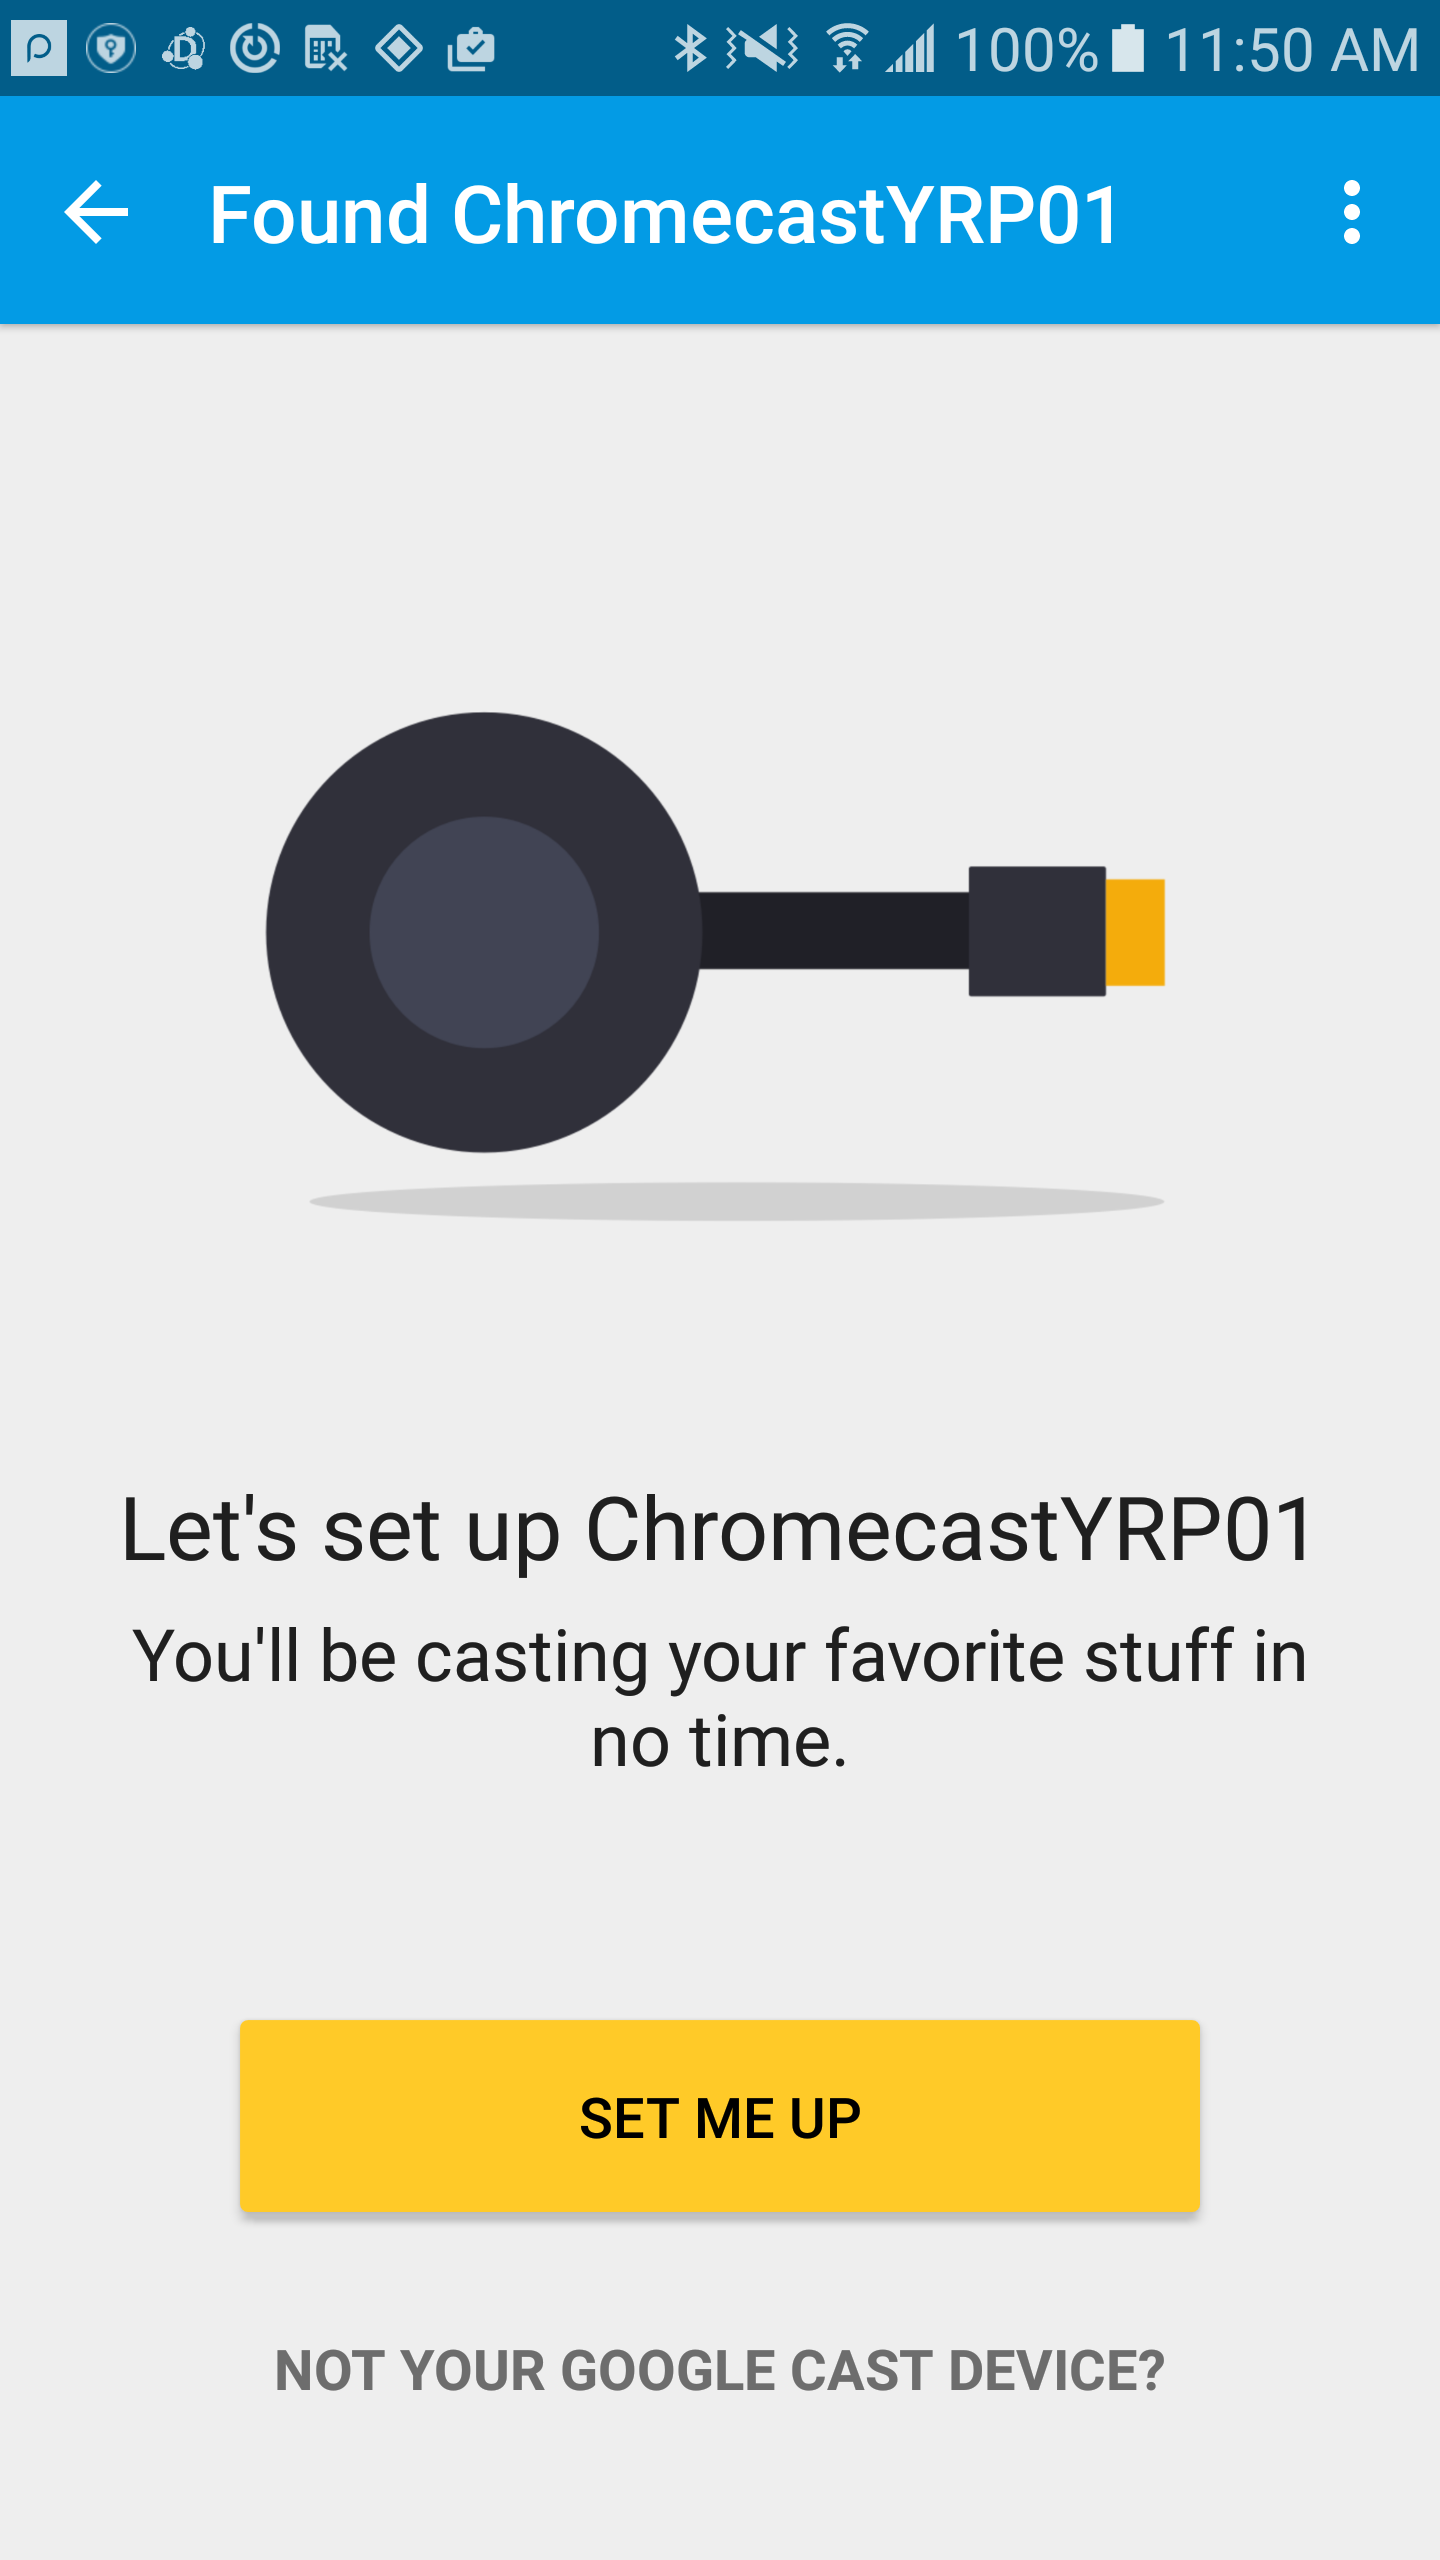 100% 11:50 AM
Found ChromecastYRP01
Let's set up ChromecastYRP01
You'll be casting your favorite stuff in
no time.
SET ME UP
NOT YOUR GOOGLE CAST DEVICE?